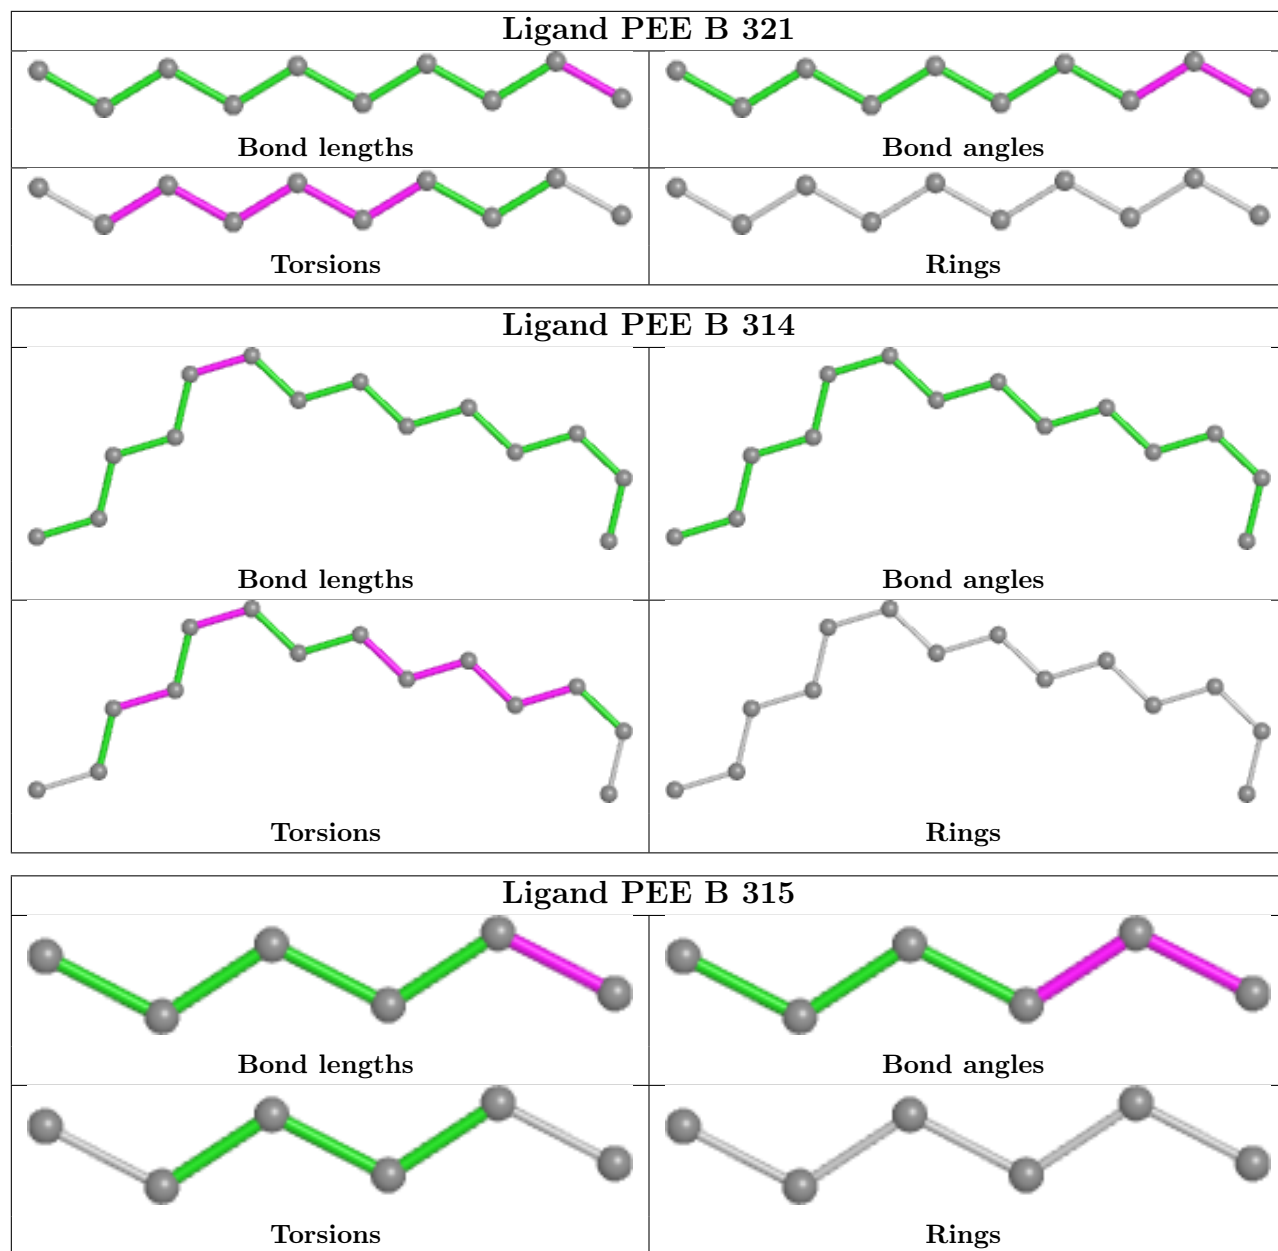 Ligand PEE B 321
Bond lengths
Bond angles
Torsions
Rings
Ligand PEE B 314
Bond lengths
Bond angles
Torsions
Rings
Ligand PEE B 315
Bond lengths
Bond angles
Torsions
Rings